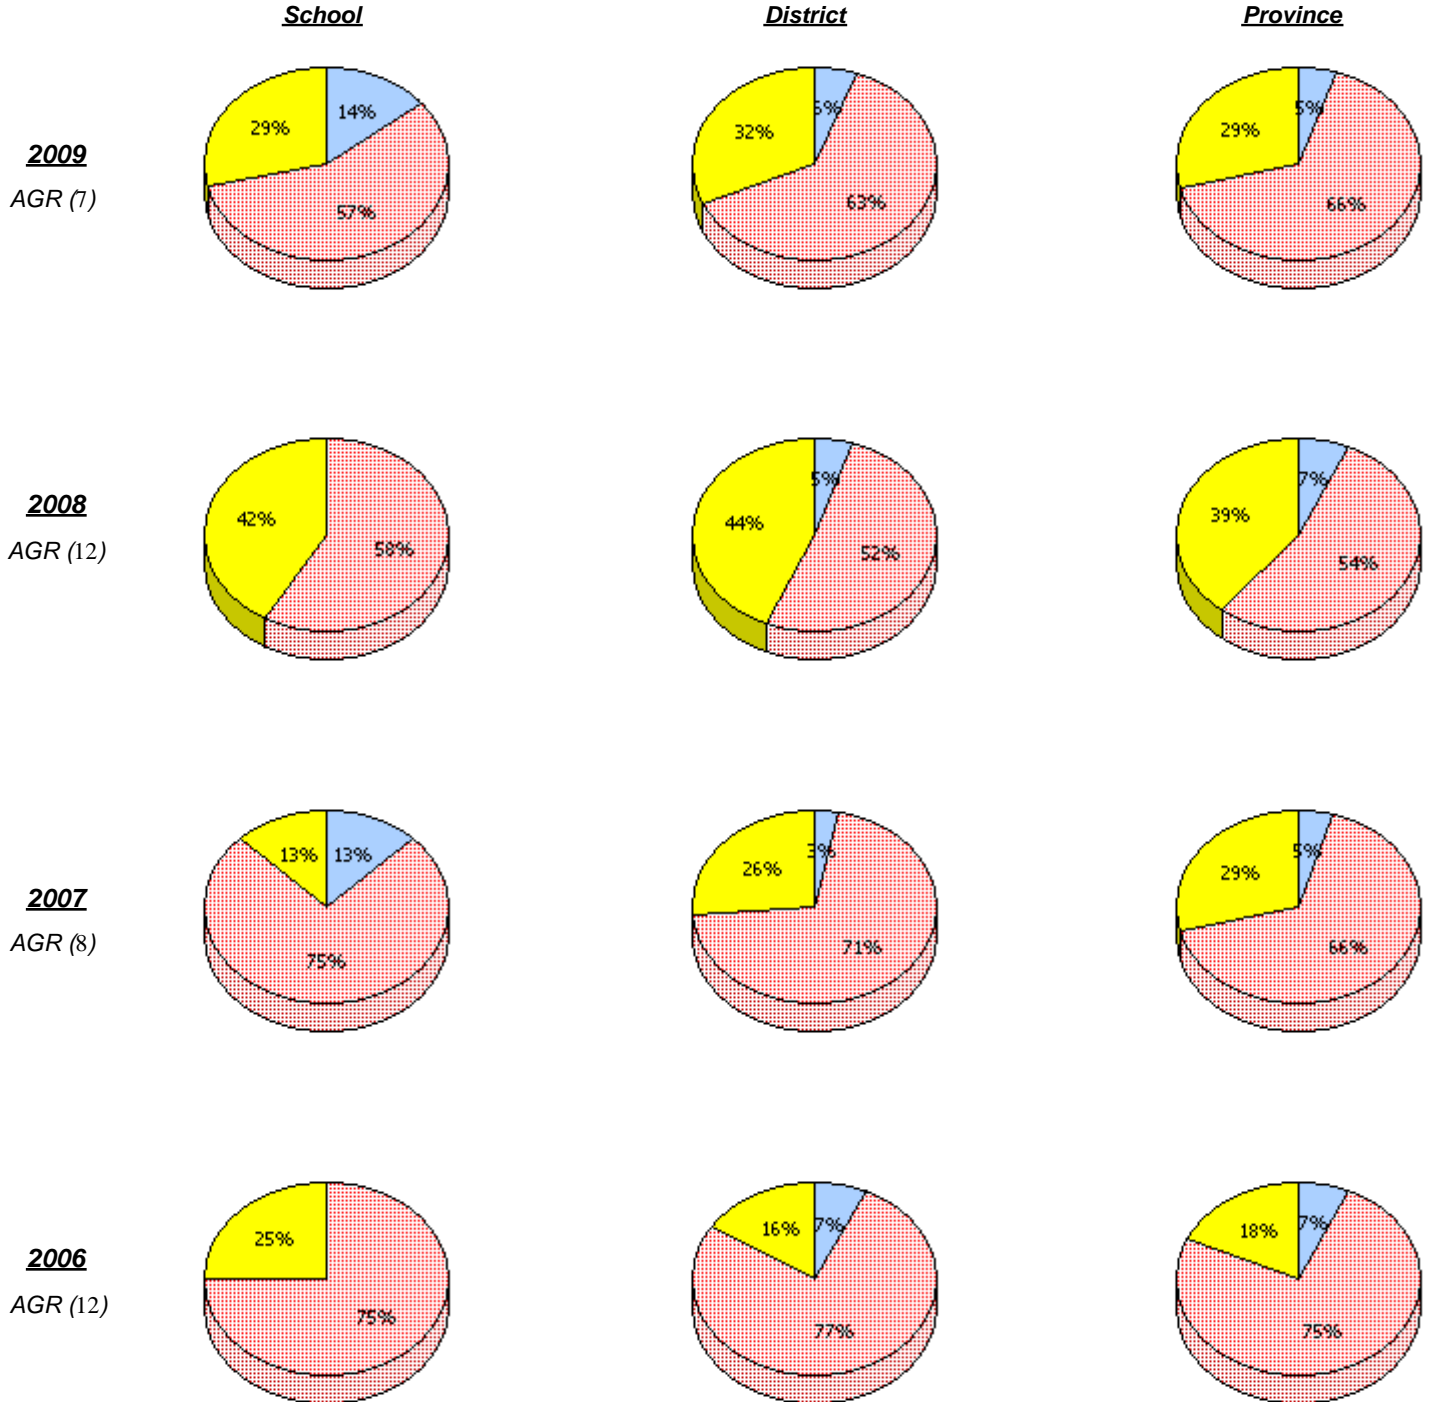 School District Province
29% 14% 32% 5% 29% 5%
2009
AGR (7)
57% 63% 66%
42% 58% 44% 5% 52% 39% 7% 54%
2008
AGR (12)
13% 13% 26% 3% 29% 5%
2007
AGR (8)
75% 71% 66%
25% 16% 7% 18% 7%
2006
AGR (12)
75% 77% 75%